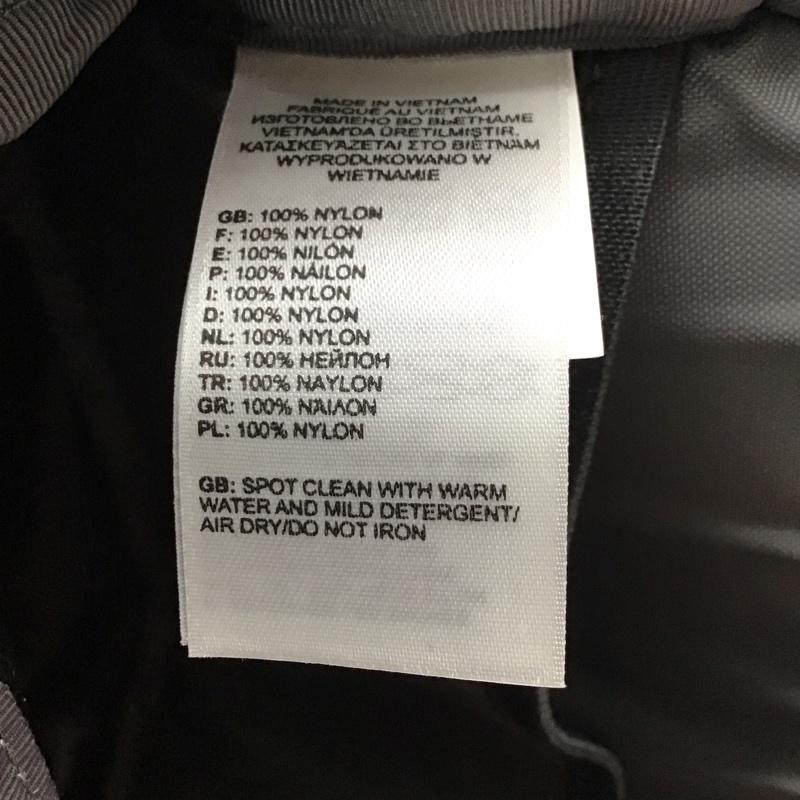 MADE IN VIETNAM
FABRIQUÉ AU VIETNAM
ИЗГОТОВЛЕНО ВО ВЬЕТНАМЕ
VIETNAM'DA ÜRETILMIŞTIR.
ΚΑΤΑΣΚΕΥΑΖΕΤΑΙ ΣΤΟ ΒΙΕΤΝΑΜ
WYPRODUKOWANO W
WIETNAMIE
GB: 100% NYLON
F: 100% NYLON
E: 100% NILÓN
P: 100% NÁILON
I: 100% NYLON
D: 100% NYLON
NL: 100% NYLON
RU: 100% НЕЙЛОН
TR: 100% NAYLON
GR: 100% ΝΑΙΛΟΝ
PL: 100% NYLON
GB: SPOT CLEAN WITH WARM
WATER AND MILD DETERGENT/
AIR DRY/DO NOT IRON